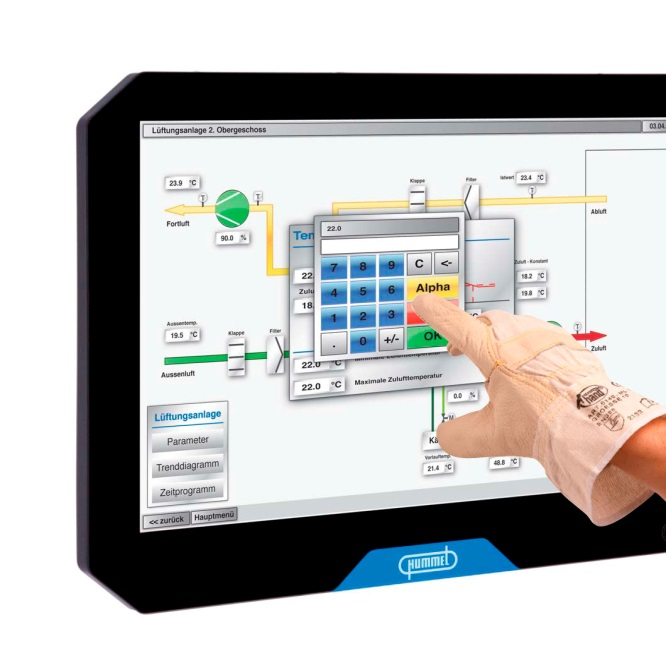 Lüftungsanlage 2. Obergeschoss
03.04.
23.9 °C
T
Fortluft
90.0 %
T
Klappe
Filter
Istwert
23.4 °C
T
Abluft
Tem
22.0
7 8 9 C <-
4 5 6 Alpha
1 2 3
. 0 +/- OK
22
Zulu
18
Zuluft - Konstant
18.2 °C
19.8 °C
Aussentemp.
19.5 °C
Klappe
Filter
Aussenluft
T
Zuluft
22.0 °C
Minimale Zulufttemperatur
22.0 °C Maximale Zulufttemperatur
0.0 %
M
Vorlauftemp
21.4 °C
48.8 °C
Lüftungsanlage
Parameter
Trenddiagramm
Zeitprogramm
<< zurück Hauptmenü
HUMMEL